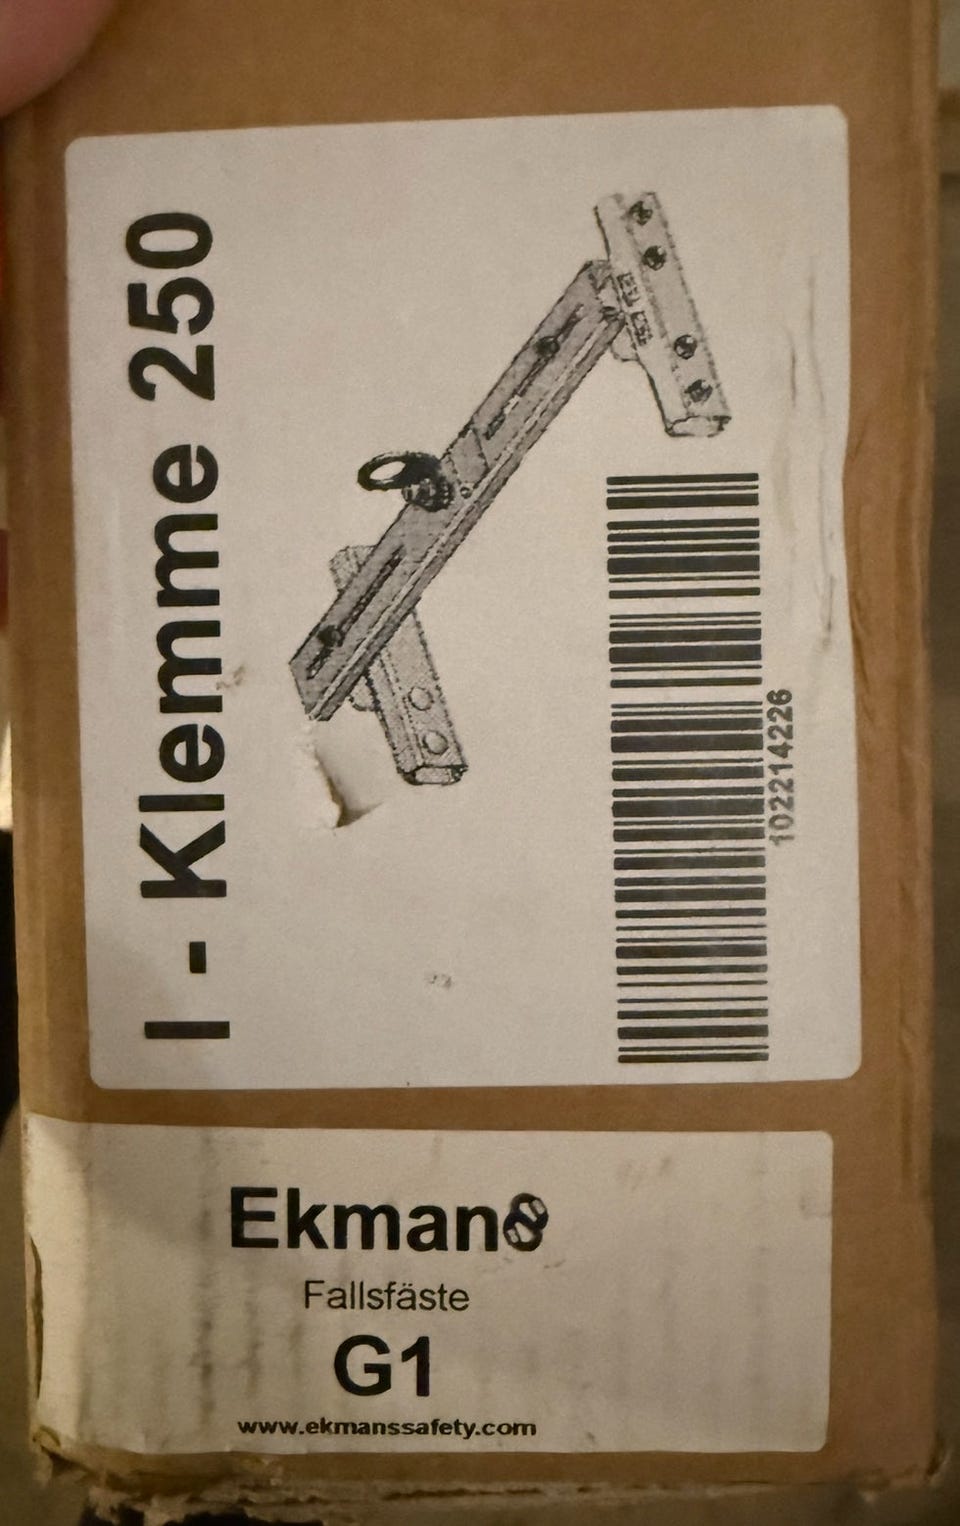 I - Klemme 250
102214226
Ekmans
Fallsfäste
G1
www.ekmanssafety.com